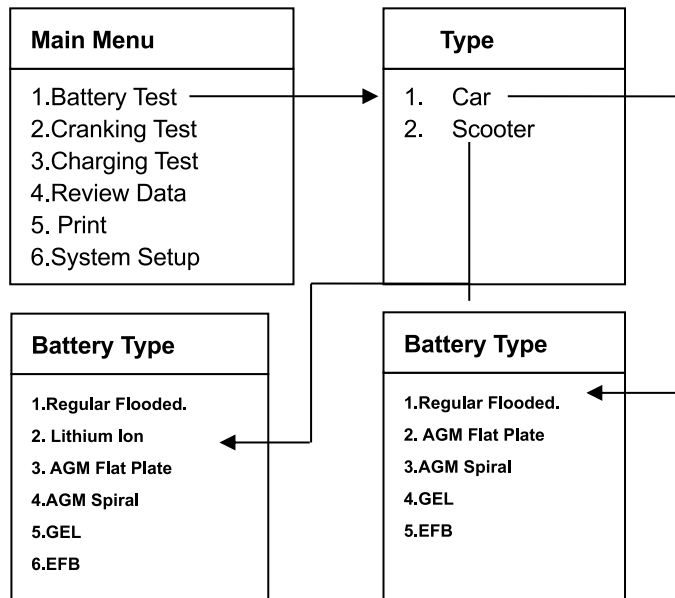 Main Menu
1.Battery Test
2.Cranking Test
3.Charging Test
4.Review Data
5. Print
6.System Setup
Type
1. Car
2. Scooter
Battery Type
1.Regular Flooded.
2. Lithium Ion
3. AGM Flat Plate
4.AGM Spiral
5.GEL
6.EFB
Battery Type
1.Regular Flooded.
2. AGM Flat Plate
3.AGM Spiral
4.GEL
5.EFB